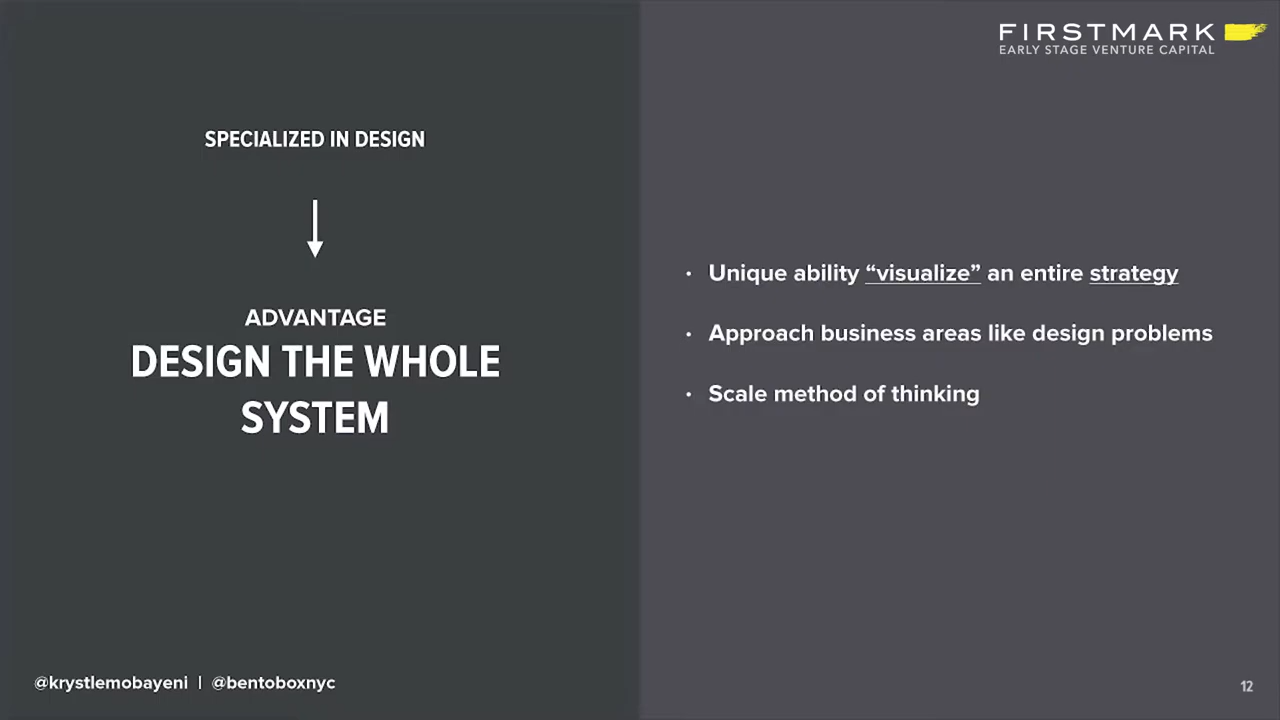 FIRSTMARK
EARLY STAGE VENTURE CAPITAL
SPECIALIZED IN DESIGN
ADVANTAGE
DESIGN THE WHOLE
SYSTEM
• Unique ability “visualize” an entire strategy
• Approach business areas like design problems
• Scale method of thinking
@krystlemobayeni | @bentoboxnyc
12